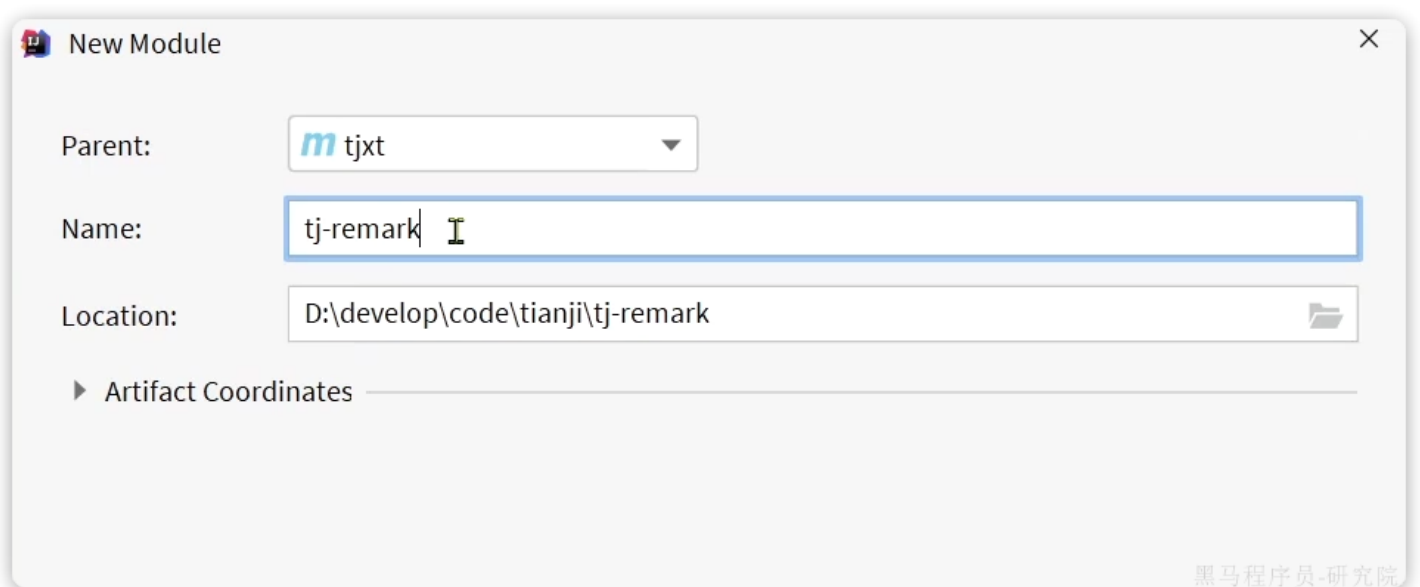 New Module
Parent: m tjxt
Name: tj-remark
Location: D:\develop\code\tianji\tj-remark
Artifact Coordinates
黑马程序员-研究院